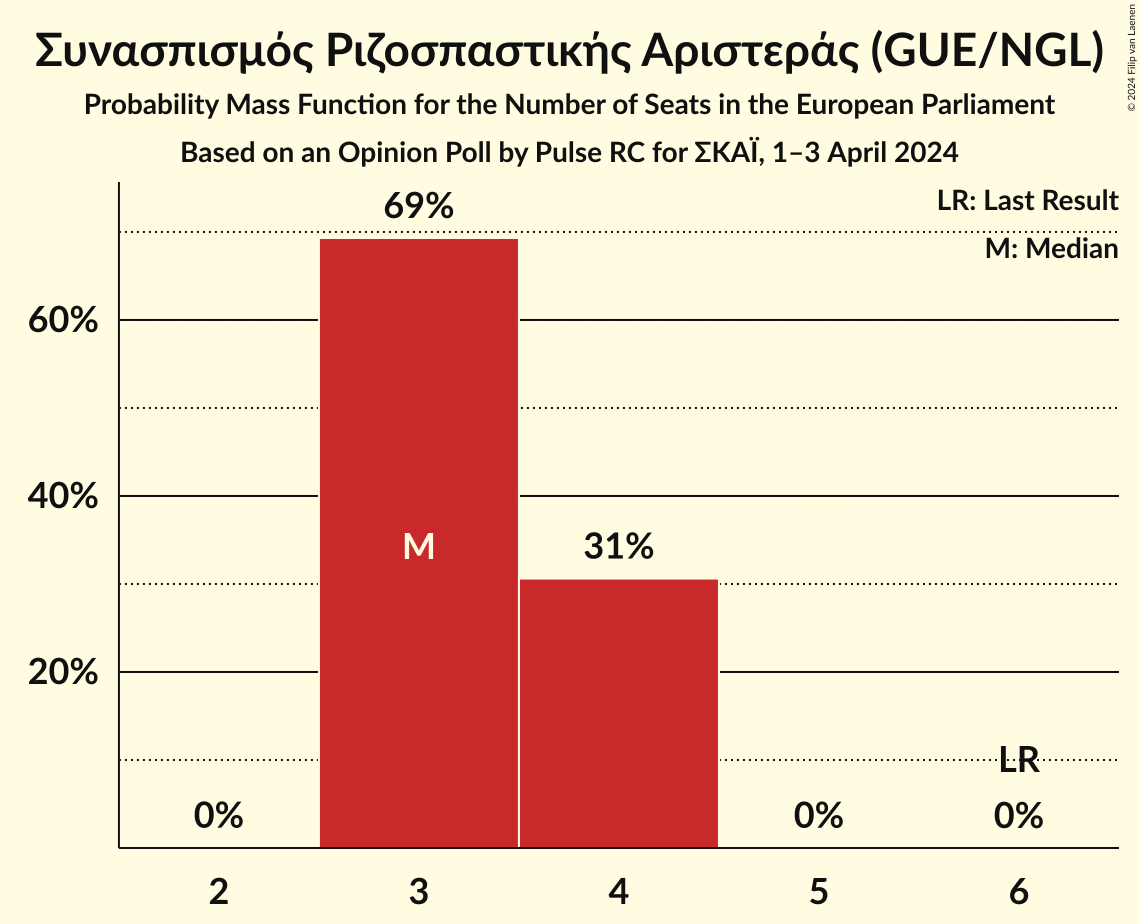 Συνασπισμός Ριζοσπαστικής Αριστεράς (GUE/NGL)
Probability Mass Function for the Number of Seats in the European Parliament
Based on an Opinion Poll by Pulse RC for ΣΚΑΪ, 1–3 April 2024
© 2024 Filip van Laenen
LR: Last Result
M: Median
69%
60%
40%
M
31%
20%
LR
0%
0%
0%
2
3
4
5
6